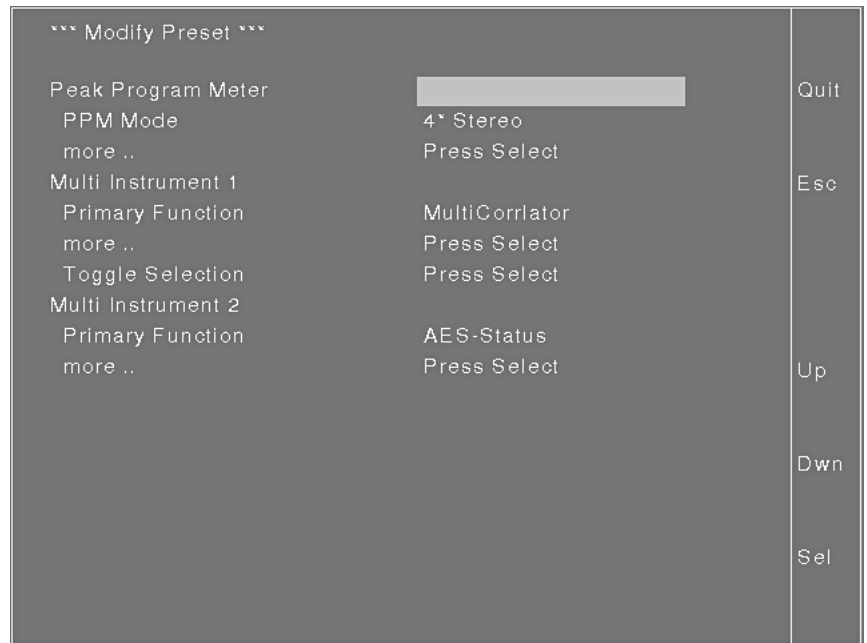 *** Modify Preset ***
Peak Program Meter
PPM Mode 4* Stereo
more .. Press Select
Multi Instrument 1
Primary Function MultiCorrlator
more .. Press Select
Toggle Selection Press Select
Multi Instrument 2
Primary Function AES-Status
more .. Press Select
Quit
Esc
Up
Dwn
Sel